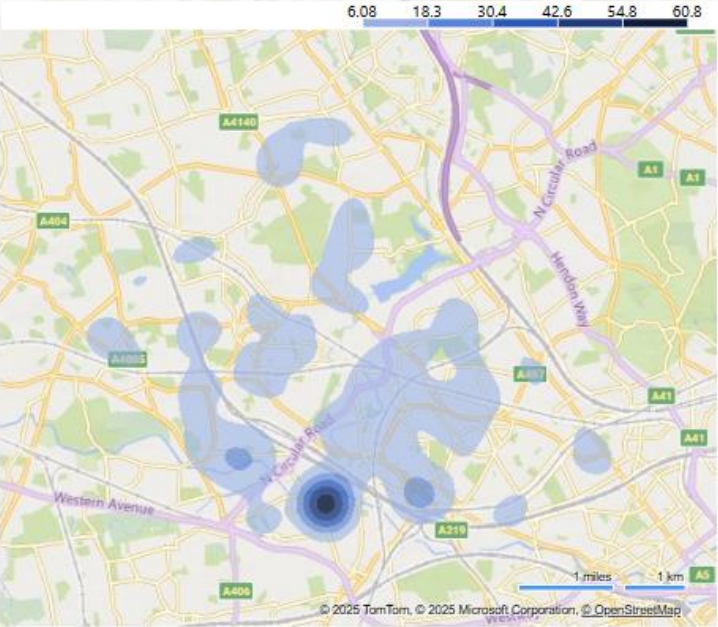 6.08 18.3 30.4 42.6 54.8 60.8
A4140
N Circular Road
A1
A1
A404
Hendon Way
A4005
A407
A41
A41
N Circular Road
Western Avenue
A219
A5
A406
1 miles 1 km
© 2025 TomTom, © 2025 Microsoft Corporation, © OpenStreetMap
Westway